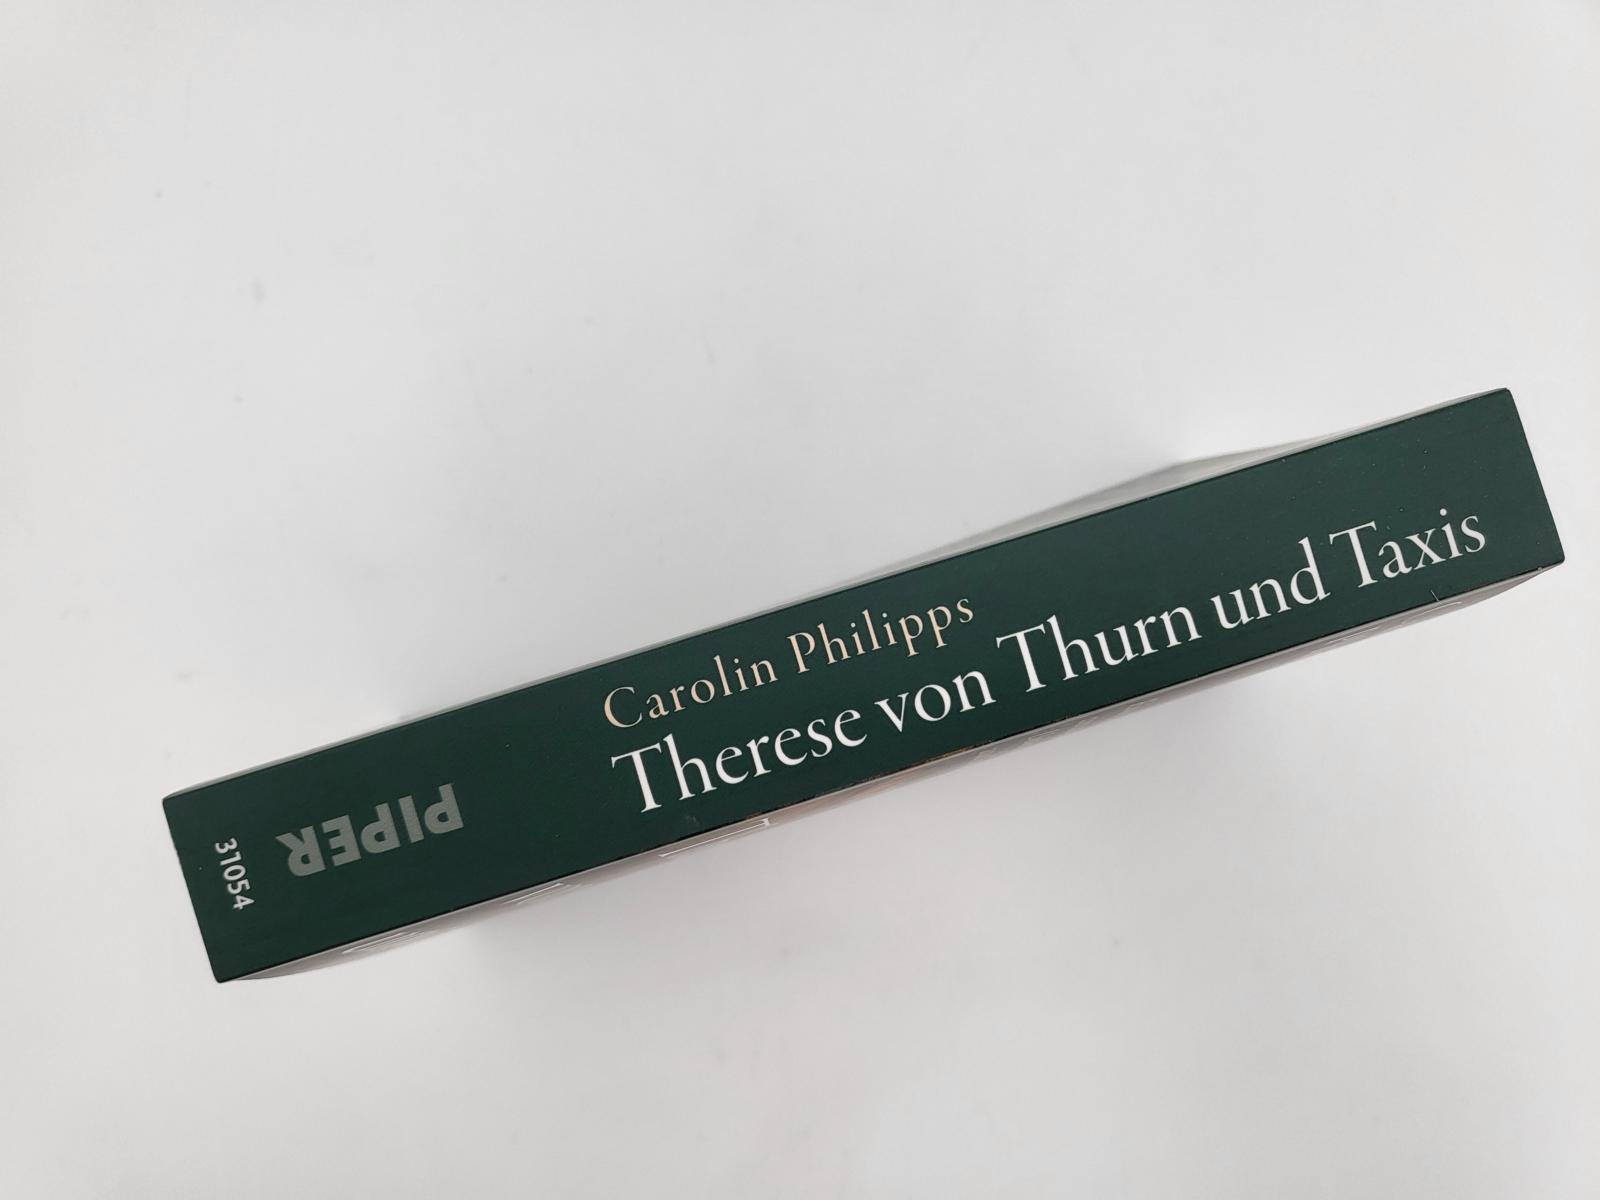 Carolin Philipps
Therese von Thurn und Taxis
PIPER
31054